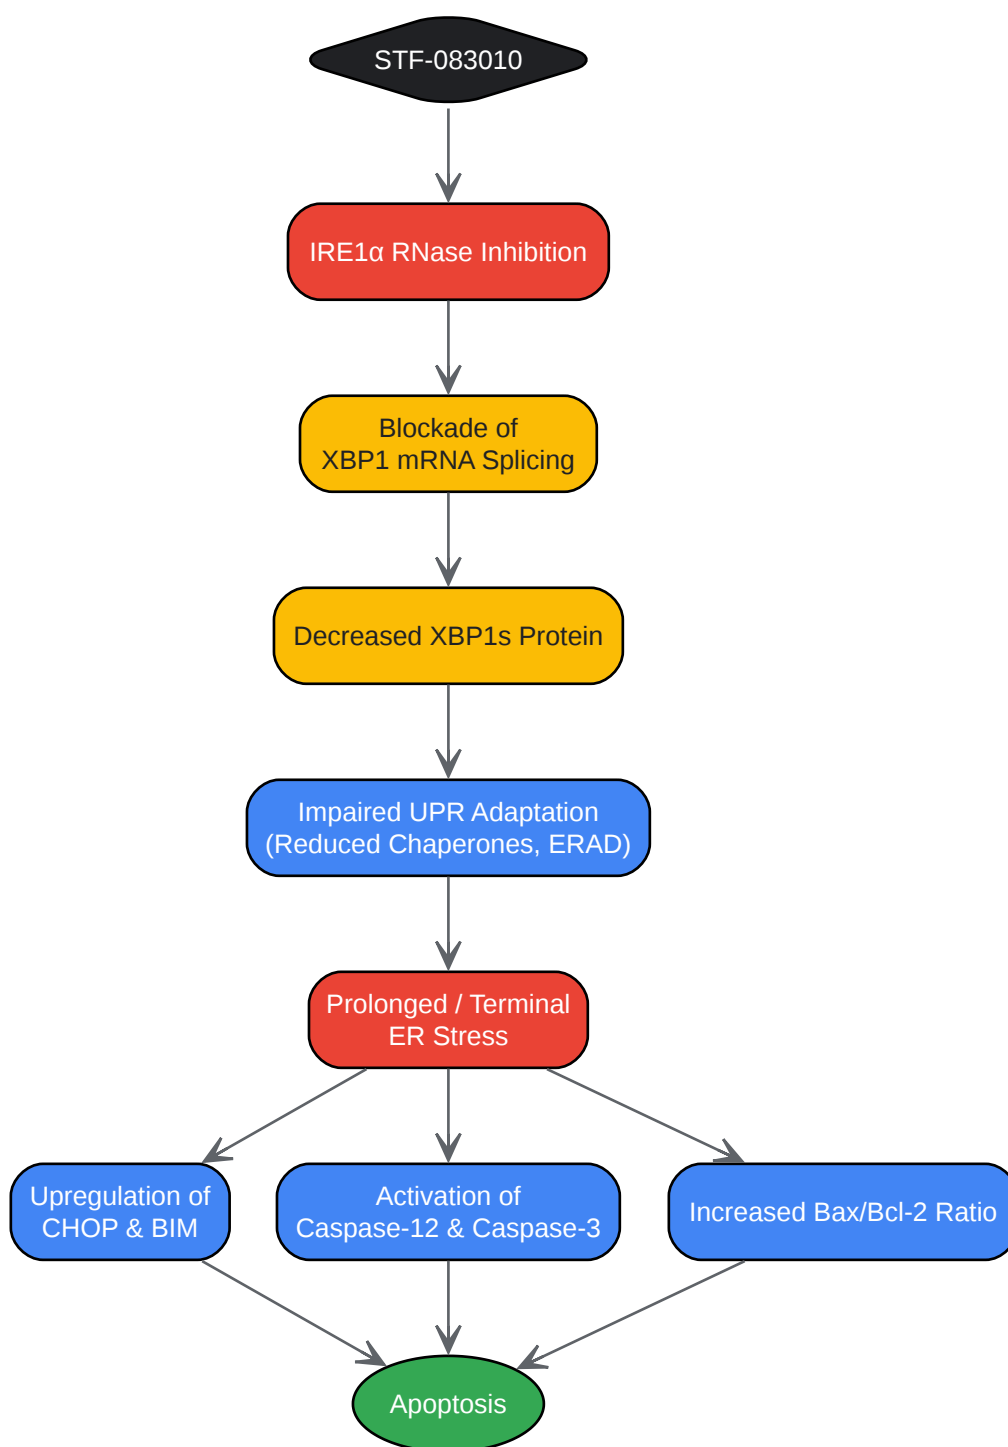 STF-083010
IRE1α RNase Inhibition
Blockade of
XBP1 mRNA Splicing
Decreased XBP1s Protein
Impaired UPR Adaptation
(Reduced Chaperones, ERAD)
Prolonged / Terminal
ER Stress
Upregulation of
CHOP & BIM
Activation of
Caspase-12 & Caspase-3
Increased Bax/Bcl-2 Ratio
Apoptosis